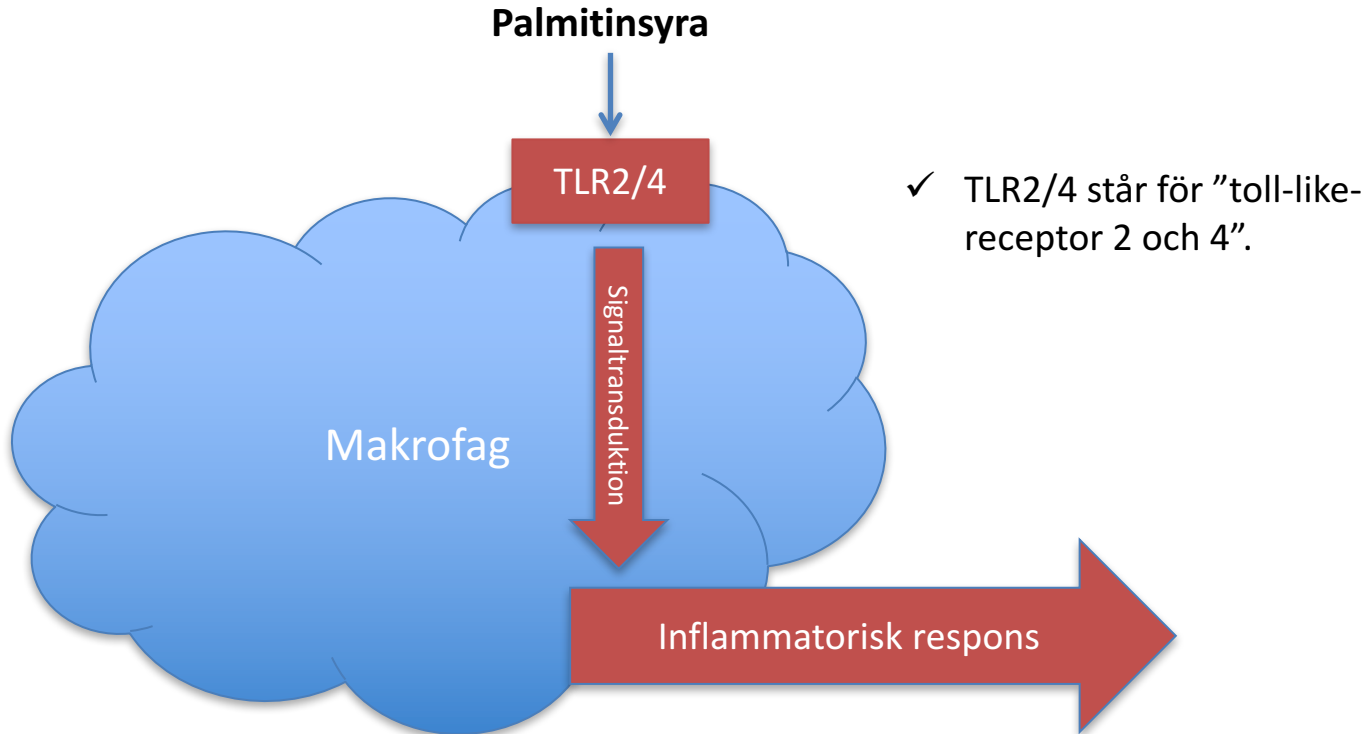 Palmitinsyra
TLR2/4
✓ TLR2/4 står för ”toll-like-
receptor 2 och 4”.
Signaltransduktion
Makrofag
Inflammatorisk respons